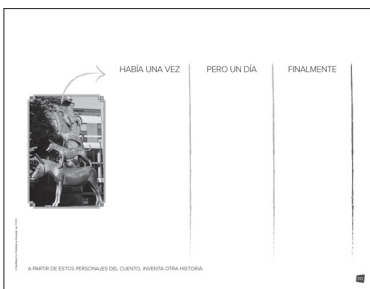 HABÍA UNA VEZ
PERO UN DÍA
FINALMENTE
A PARTIR DE ESTOS PERSONAJES DEL CUENTO, INVENTA OTRA HISTORIA.